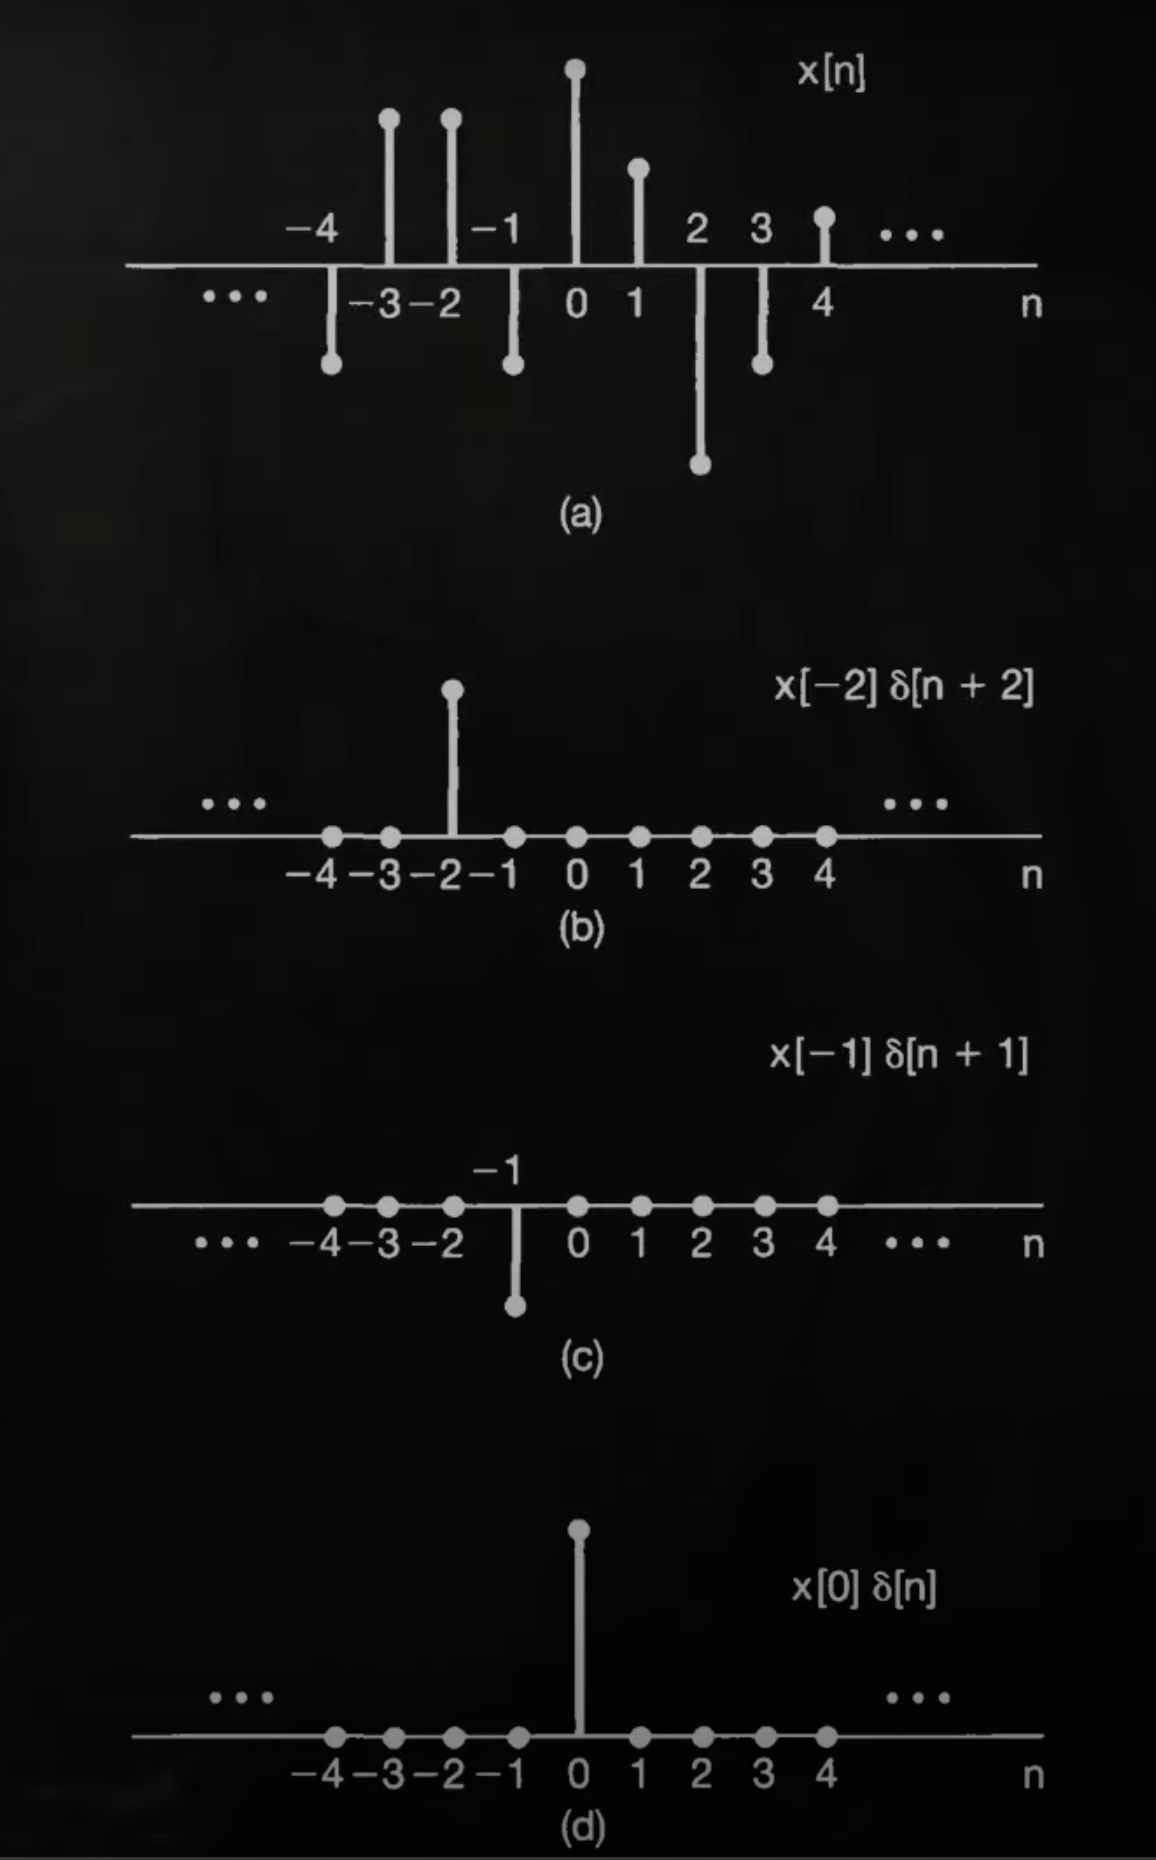 x[n]
−4 −1 2 3 • • •
• • • −3 −2 0 1 4 n
(a)
x[−2] δ[n + 2]
• • • • • •
−4 −3 −2 −1 0 1 2 3 4 n
(b)
x[−1] δ[n + 1]
−1
• • • −4 −3 −2 0 1 2 3 4 • • • n
(c)
x[0] δ[n]
• • • • • •
−4 −3 −2 −1 0 1 2 3 4 n
(d)